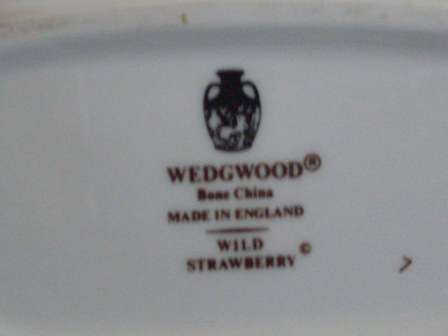 WEDGWOOD®
Bone China
MADE IN ENGLAND
WILD
STRAWBERRY ©